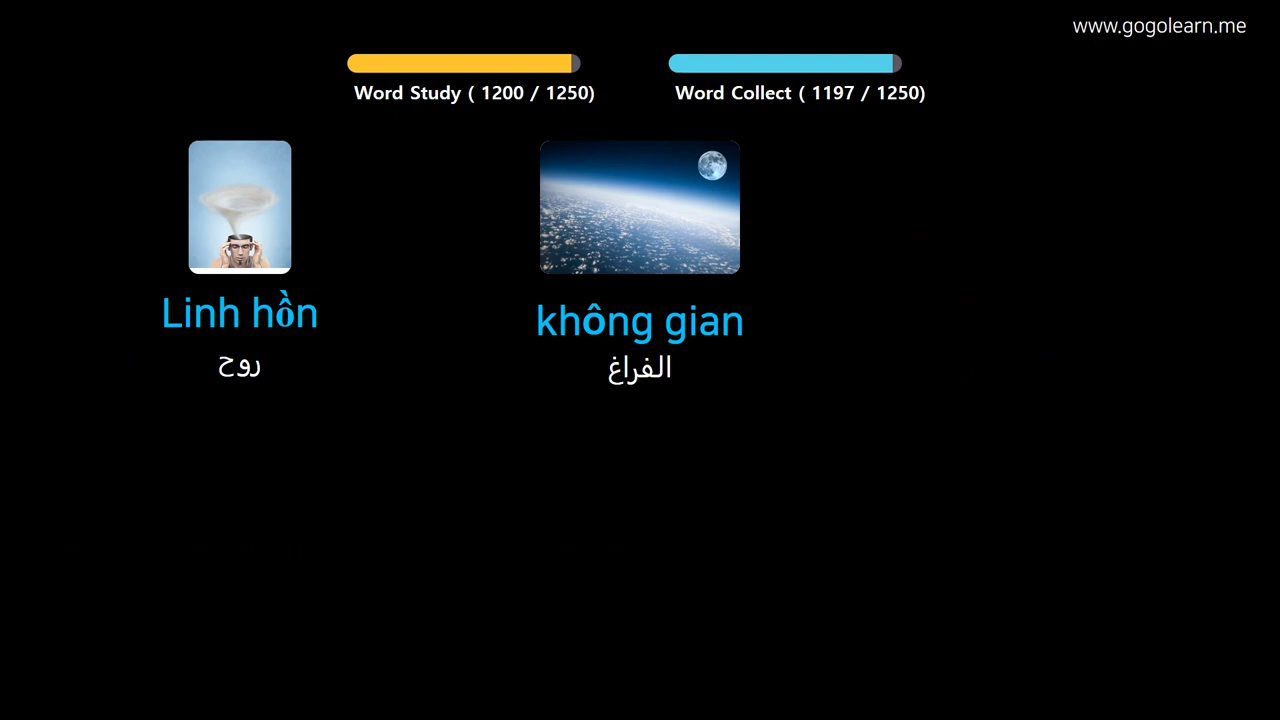 www.gogolearn.me
Word Study ( 1200 / 1250)
Word Collect ( 1197 / 1250)
Linh hồn
روح
không gian
الفراغ